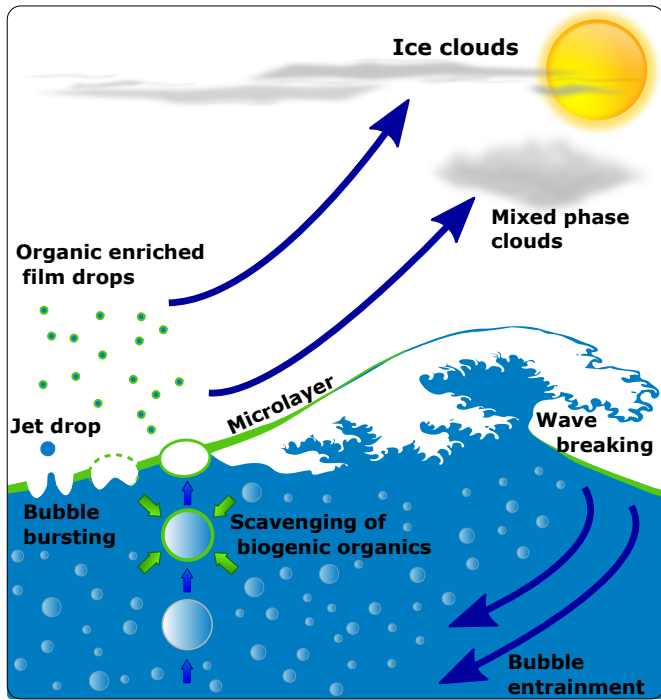 Ice clouds
Mixed phase
clouds
Organic enriched
film drops
Microlayer
Jet drop
Wave
breaking
Bubble
bursting
Scavenging of
biogenic organics
Bubble
entrainment